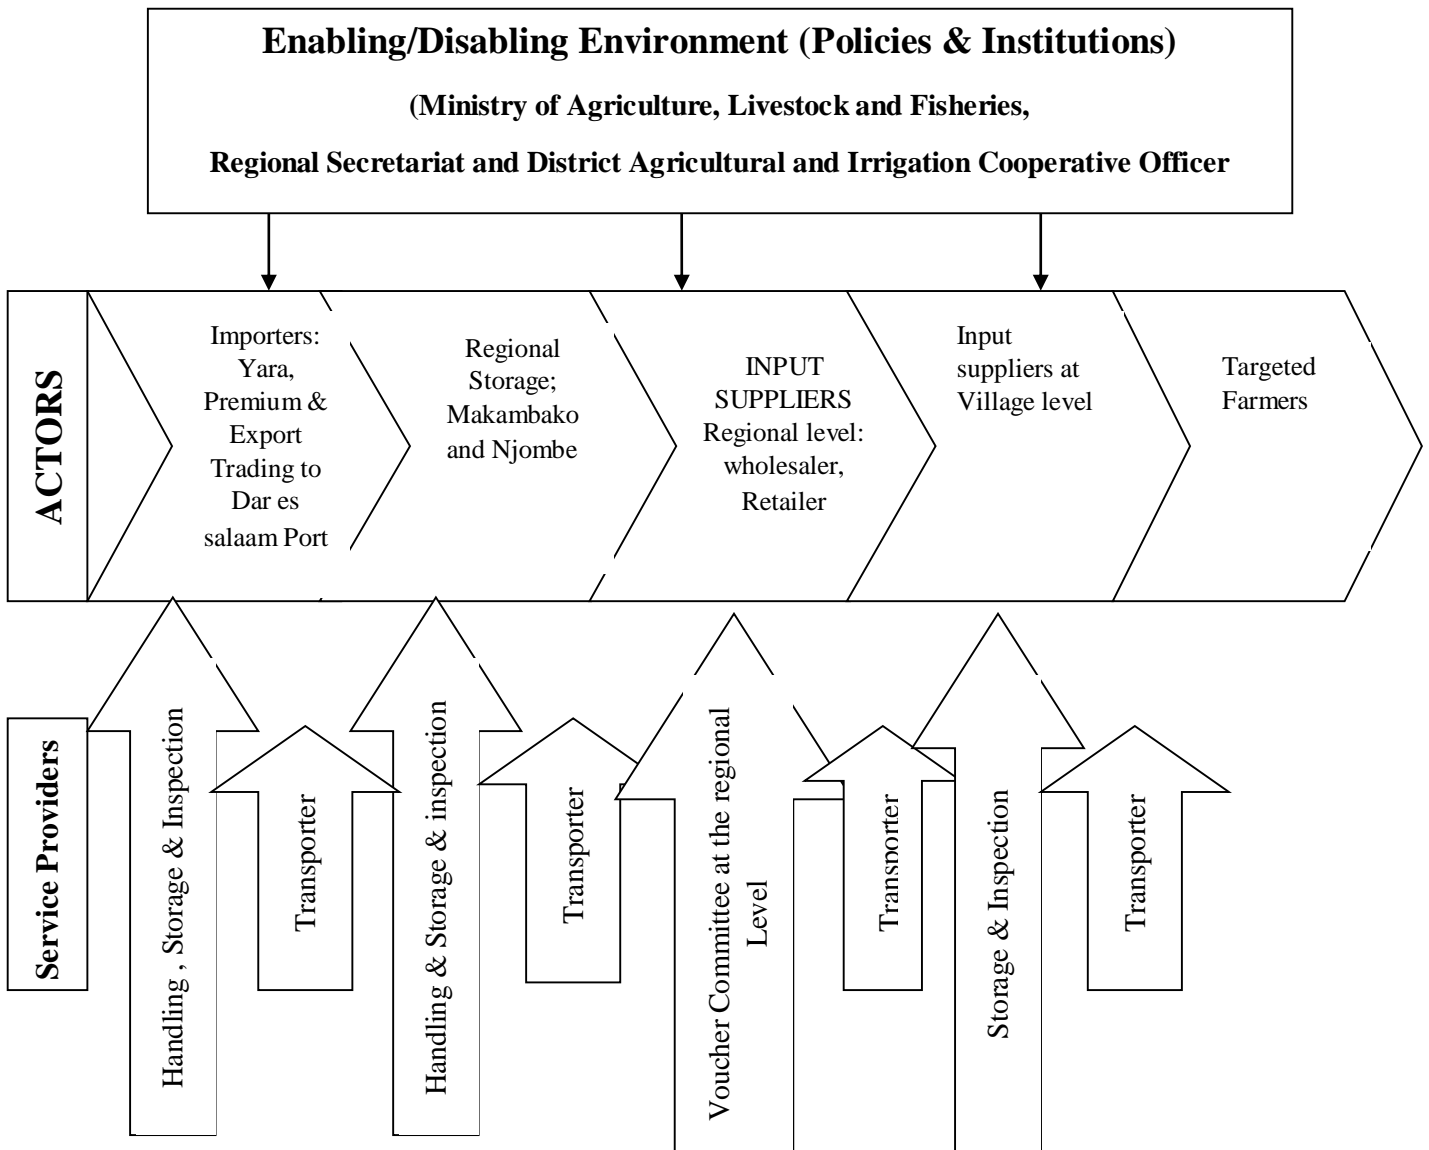 Enabling/Disabling Environment (Policies & Institutions)
(Ministry of Agriculture, Livestock and Fisheries,
Regional Secretariat and District Agricultural and Irrigation Cooperative Officer
ACTORS
Importers:
Yara,
Premium &
Export
Trading to
Dar es
salaam Port
Regional
Storage;
Makambako
and Njombe
INPUT
SUPPLIERS
Regional level:
wholesaler,
Retailer
Input
suppliers at
Village level
Targeted
Farmers
Service Providers
Handling , Storage & Inspection
Transporter
Handling & Storage & inspection
Transporter
Voucher Committee at the regional
Level
Transporter
Storage & Inspection
Transporter